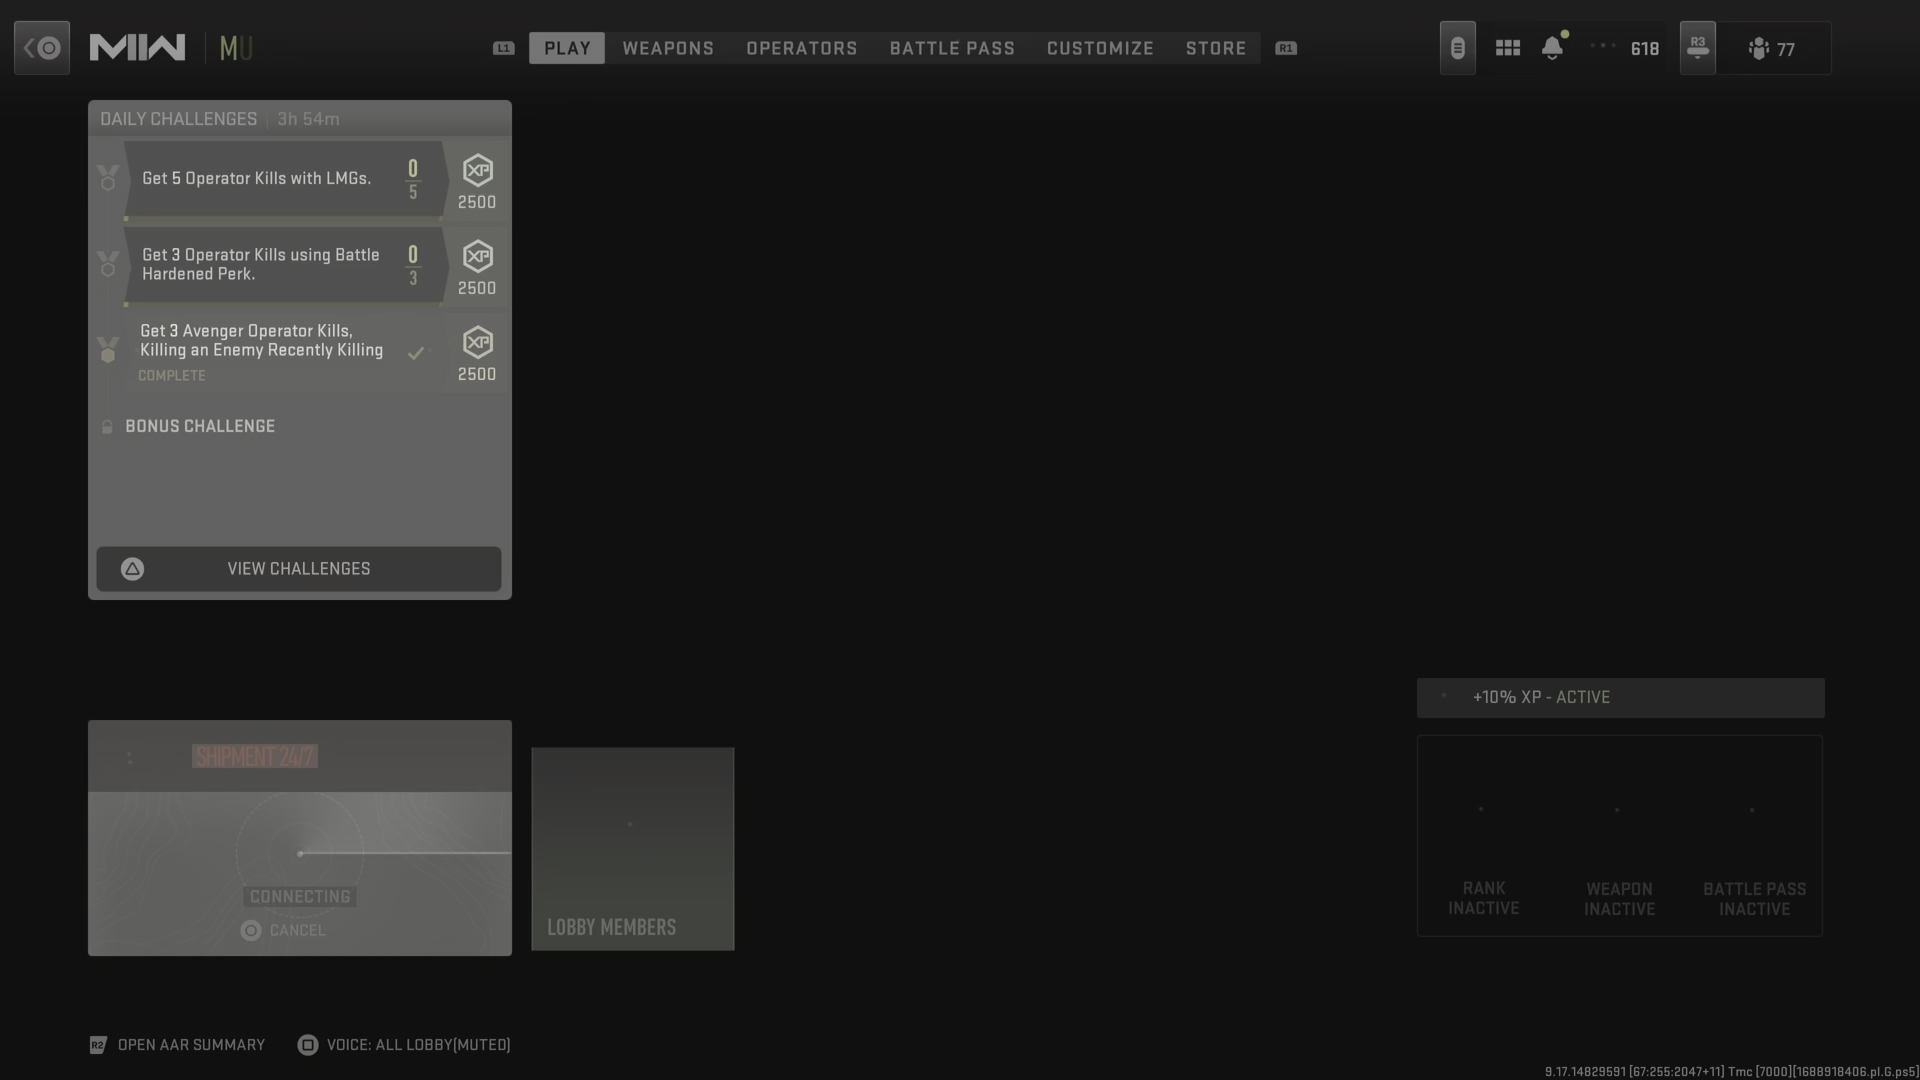 MW MU
L1 PLAY WEAPONS OPERATORS BATTLE PASS CUSTOMIZE STORE R1
618 R3 77
DAILY CHALLENGES 3h 54m
Get 5 Operator Kills with LMGs.
0
5
XP
2500
Get 3 Operator Kills using Battle
Hardened Perk.
0
3
XP
2500
Get 3 Avenger Operator Kills,
Killing an Enemy Recently Killing
COMPLETE
XP
2500
BONUS CHALLENGE
VIEW CHALLENGES
+10% XP - ACTIVE
SHIPMENT 24/7
CONNECTING
CANCEL
LOBBY MEMBERS
RANK
INACTIVE
WEAPON
INACTIVE
BATTLE PASS
INACTIVE
R2 OPEN AAR SUMMARY VOICE: ALL LOBBY(MUTED)
9.17.14829591 [67:255:2047+11] Tmc [7000][1688918406.pl.G.ps5]